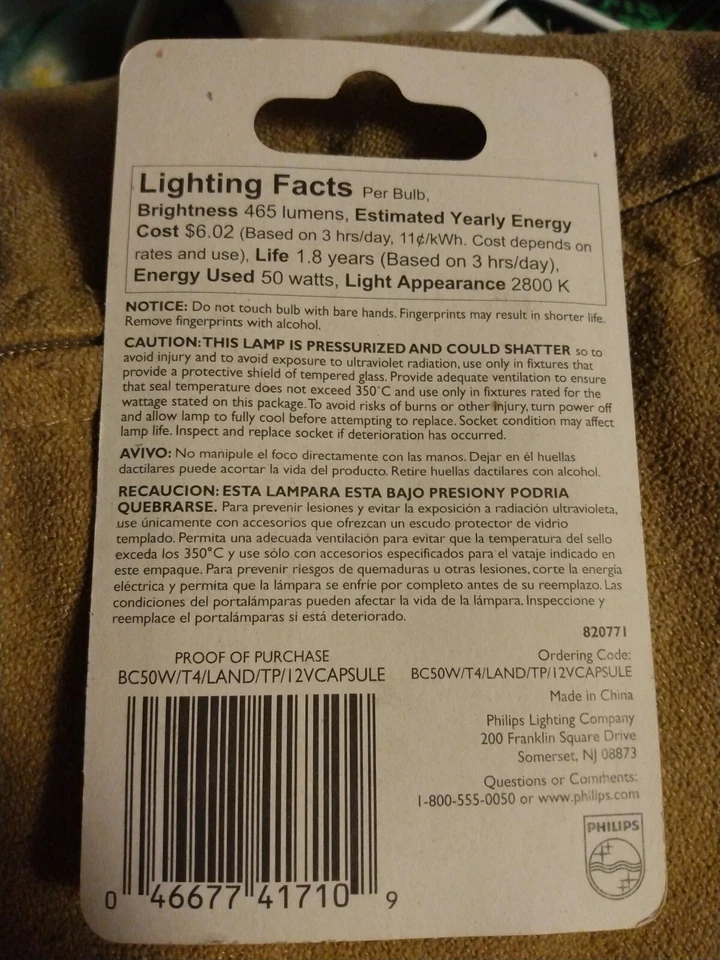 Lighting Facts Per Bulb,
Brightness 465 lumens, Estimated Yearly Energy
Cost $6.02 (Based on 3 hrs/day, 11¢/kWh. Cost depends on
rates and use), Life 1.8 years (Based on 3 hrs/day),
Energy Used 50 watts, Light Appearance 2800 K
NOTICE: Do not touch bulb with bare hands. Fingerprints may result in shorter life.
Remove fingerprints with alcohol.
CAUTION: THIS LAMP IS PRESSURIZED AND COULD SHATTER so to
avoid injury and to avoid exposure to ultraviolet radiation, use only in fixtures that
provide a protective shield of tempered glass. Provide adequate ventilation to ensure
that seal temperature does not exceed 350°C and use only in fixtures rated for the
wattage stated on this package. To avoid risks of burns or other injury, turn power off
and allow lamp to fully cool before attempting to replace. Socket condition may affect
lamp life. Inspect and replace socket if deterioration has occurred.
AVIVO: No manipule el foco directamente con las manos. Dejar en él huellas
dactilares puede acortar la vida del producto. Retire huellas dactilares con alcohol.
RECAUCION: ESTA LAMPARA ESTA BAJO PRESIONY PODRIA
QUEBRARSE. Para prevenir lesiones y evitar la exposición a radiación ultravioleta,
use únicamente con accesorios que ofrezcan un escudo protector de vidrio
templado. Permita una adecuada ventilación para evitar que la temperatura del sello
exceda los 350°C y use sólo con accesorios especificados para el vataje indicado en
este empaque. Para prevenir riesgos de quemaduras u otras lesiones, corte la energía
eléctrica y permita que la lámpara se enfríe por completo antes de su reemplazo. Las
condiciones del portalámparas pueden afectar la vida de la lámpara. Inspeccione y
reemplace el portalámparas si está deteriorado.
820771
PROOF OF PURCHASE
BC50W/T4/LAND/TP/12VCAPSULE
Ordering Code:
BC50W/T4/LAND/TP/12VCAPSULE
Made in China
Philips Lighting Company
200 Franklin Square Drive
Somerset, NJ 08873
Questions or Comments:
1-800-555-0050 or www.philips.com
PHILIPS
0 46677 41710 9